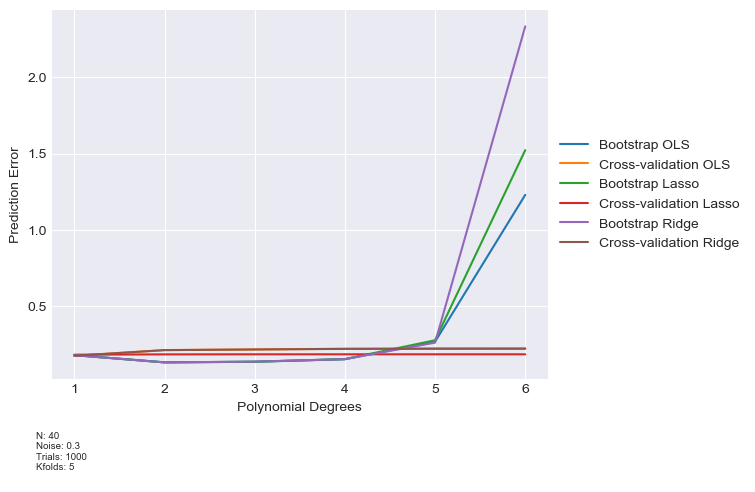 2.0
1.5
1.0
0.5
Prediction Error
1 2 3 4 5 6
Polynomial Degrees
Bootstrap OLS
Cross-validation OLS
Bootstrap Lasso
Cross-validation Lasso
Bootstrap Ridge
Cross-validation Ridge
N: 40
Noise: 0.3
Trials: 1000
Kfolds: 5